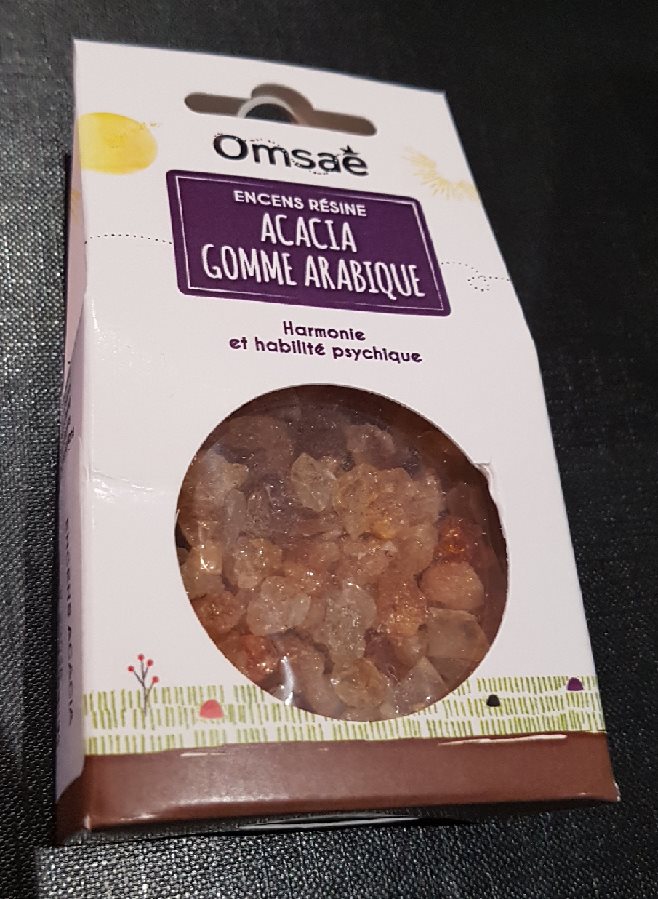 Omsaé
ENCENS RÉSINE
ACACIA
GOMME ARABIQUE
Harmonie
et habilité psychique